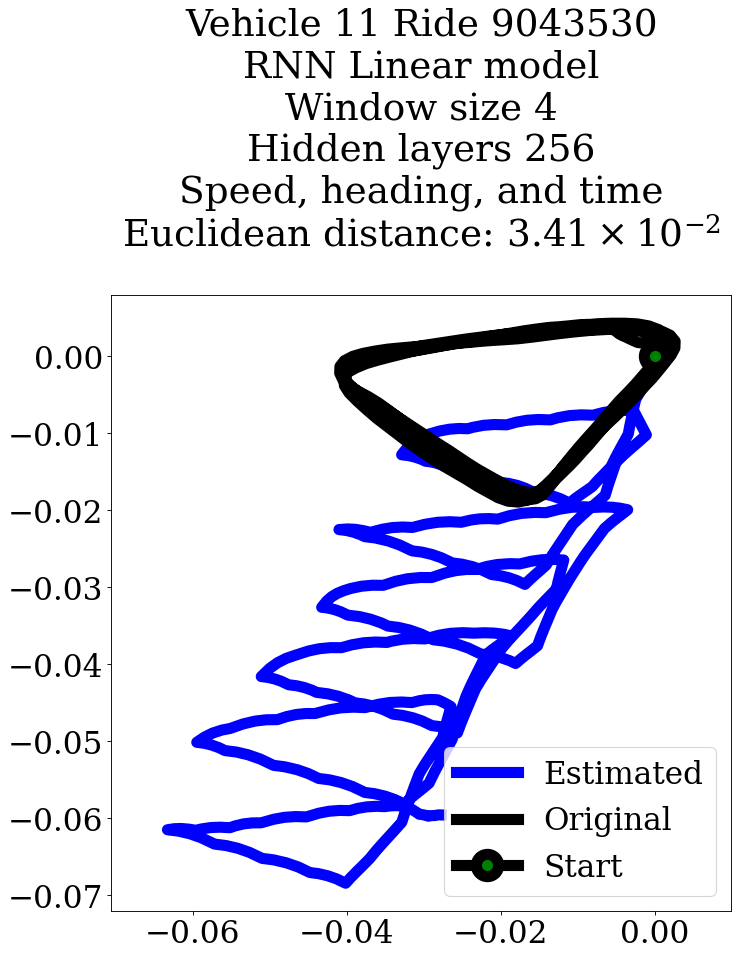 Vehicle 11 Ride 9043530
RNN Linear model
Window size 4
Hidden layers 256
Speed, heading, and time
Euclidean distance: 3.41 × 10⁻²
0.00
−0.01
−0.02
−0.03
−0.04
−0.05
−0.06
−0.07
Estimated
Original
Start
−0.06 −0.04 −0.02 0.00